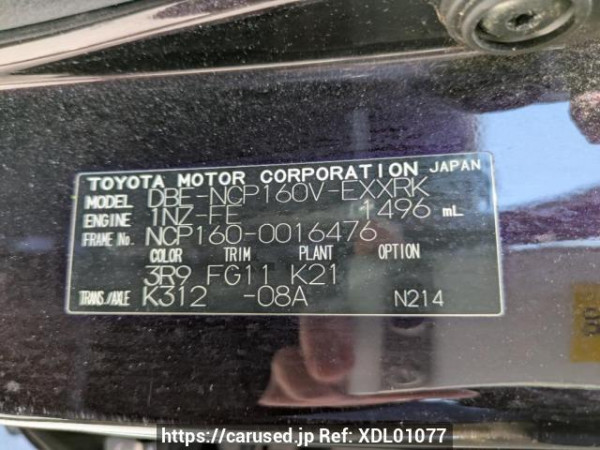 TOYOTA MOTOR CORPORATION JAPAN
MODEL DBE-NCP160V-EXXRK
ENGINE 1NZ-FE 1496 mL
FRAME No. NCP160-0016476
COLOR TRIM PLANT OPTION
3R9 FG11 K21
TRANS./AXLE K312 -08A N214
https://carused.jp Ref: XDL01077